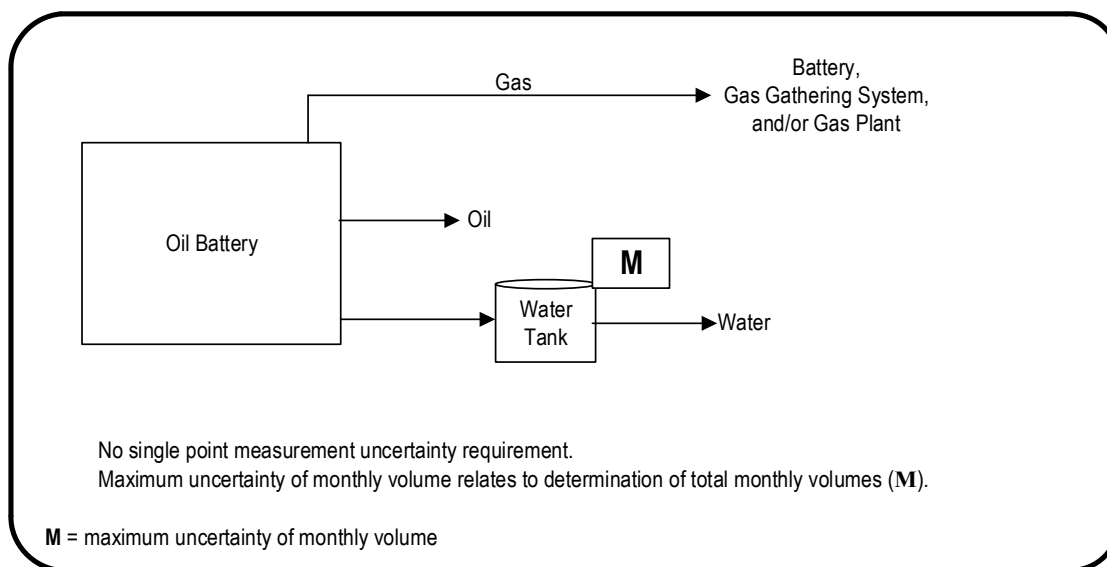 Gas
Battery,
Gas Gathering System,
and/or Gas Plant
Oil Battery
Oil
M
Water
Tank
Water
No single point measurement uncertainty requirement.
Maximum uncertainty of monthly volume relates to determination of total monthly volumes (M).
M = maximum uncertainty of monthly volume